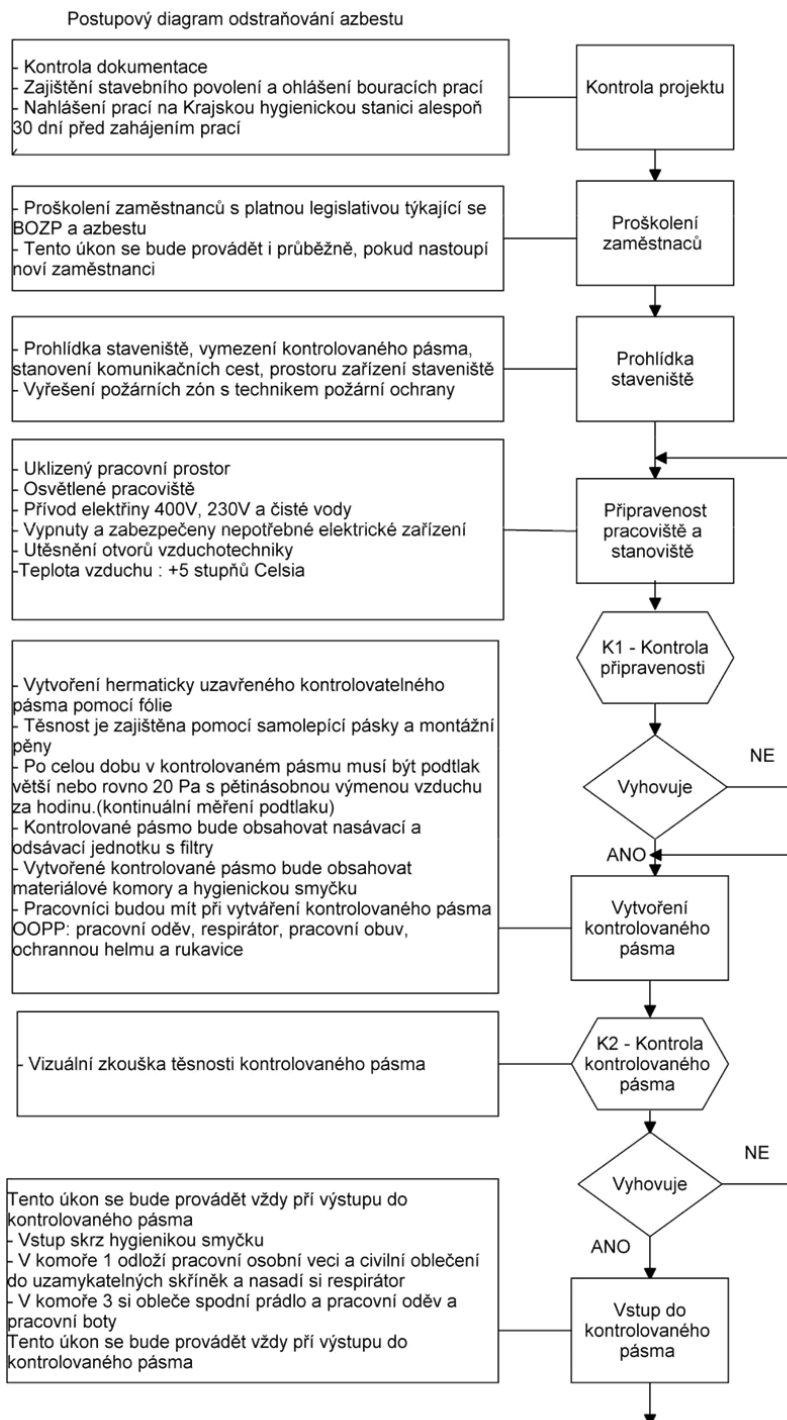 Postupový diagram odstraňování azbestu
- Kontrola dokumentace
- Zajištění stavebního povolení a ohlášení bouracích prací
- Nahlášení prací na Krajskou hygienickou stanici alespoň
30 dní před zahájením prací
Kontrola projektu
- Proškolení zaměstnanců s platnou legislativou týkající se
BOZP a azbestu
- Tento úkon se bude provádět i průběžně, pokud nastoupí
noví zaměstnanci
Proškolení
zaměstnaců
- Prohlídka staveniště, vymezení kontrolovaného pásma,
stanovení komunikačních cest, prostoru zařízení staveniště
- Vyřešení požárních zón s technikem požární ochrany
Prohlídka
staveniště
- Uklizený pracovní prostor
- Osvětlené pracoviště
- Přívod elektřiny 400V, 230V a čisté vody
- Vypnuty a zabezpečeny nepotřebné elektrické zařízení
- Utěsnění otvorů vzduchotechniky
-Teplota vzduchu : +5 stupňů Celsia
Připravenost
pracoviště a
stanoviště
K1 - Kontrola
připravenosti
Vyhovuje
NE
ANO
- Vytvoření hermaticky uzavřeného kontrolovatelného
pásma pomocí fólie
- Těsnost je zajištěna pomocí samolepící pásky a montážní
pěny
- Po celou dobu v kontrolovaném pásmu musí být podtlak
větší nebo rovno 20 Pa s pětinásobnou výmenou vzduchu
za hodinu.(kontinuální měření podtlaku)
- Kontrolované pásmo bude obsahovat nasávací a
odsávací jednotku s filtry
- Vytvořené kontrolované pásmo bude obsahovat
materiálové komory a hygienickou smyčku
- Pracovníci budou mít při vytváření kontrolovaného pásma
OOPP: pracovní oděv, respirátor, pracovní obuv,
ochrannou helmu a rukavice
Vytvoření
kontrolovaného
pásma
- Vizuální zkouška těsnosti kontrolovaného pásma
K2 - Kontrola
kontrolovaného
pásma
Vyhovuje
NE
ANO
Tento úkon se bude provádět vždy pří výstupu do
kontrolovaného pásma
- Vstup skrz hygienikou smyčku
- V komoře 1 odloží pracovní osobní veci a civilní oblečení
do uzamykatelných skříněk a nasadí si respirátor
- V komoře 3 si obleče spodní prádlo a pracovní oděv a
pracovní boty
Tento úkon se bude provádět vždy pří výstupu do
kontrolovaného pásma
Vstup do
kontrolovaného
pásma